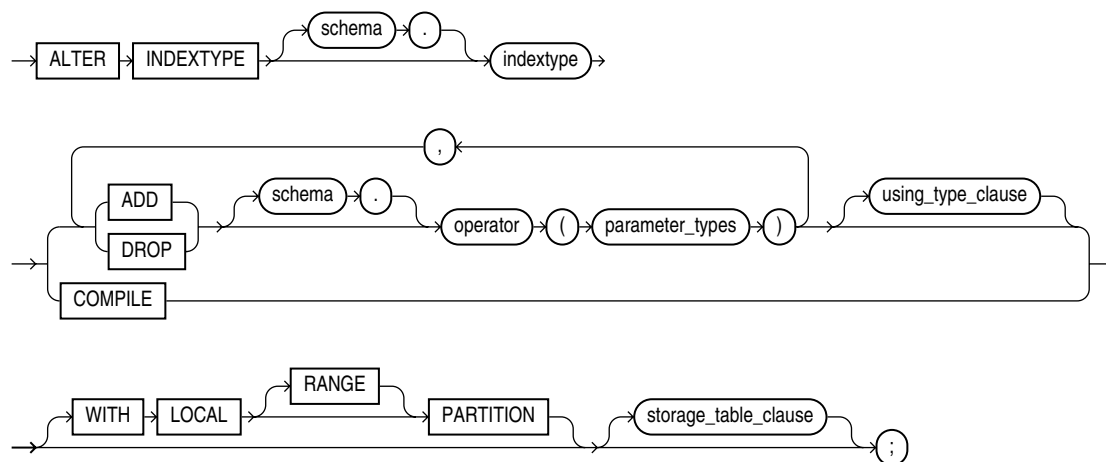 schema .
ALTER INDEXTYPE indextype
,
ADD schema . using_type_clause
operator ( parameter_types )
DROP
COMPILE
RANGE
WITH LOCAL PARTITION storage_table_clause
;